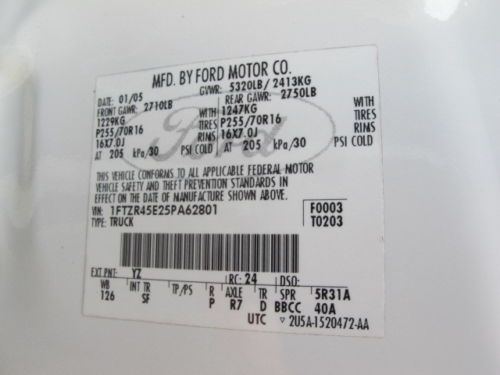 MFD. BY FORD MOTOR CO.
DATE: 01/05 GVWR: 5320LB/ 2413KG
FRONT GAWR: 2710LB REAR GAWR: 2750LB
1229KG WITH 1247KG WITH
P255/70R16 TIRES P255/70R16 TIRES
16X7.0J RIMS 16X7.0J RIMS
AT 205 kPa/30 PSI COLD AT 205 kPa/30 PSI COLD
Ford
THIS VEHICLE CONFORMS TO ALL APPLICABLE FEDERAL MOTOR
VEHICLE SAFETY AND THEFT PREVENTION STANDARDS IN
EFFECT ON THE DATE OF MANUFACTURE SHOWN ABOVE.
VIN: 1FTZR45E25PA62801 F0003
TYPE: TRUCK T0203
EXT PNT: YZ RC: 24 DSO:
WB INT TR TP/PS R AXLE TR SPR 5R31A
126 SF P R7 D BBCC 40A
UTC ▽ 2U5A-1520472-AA